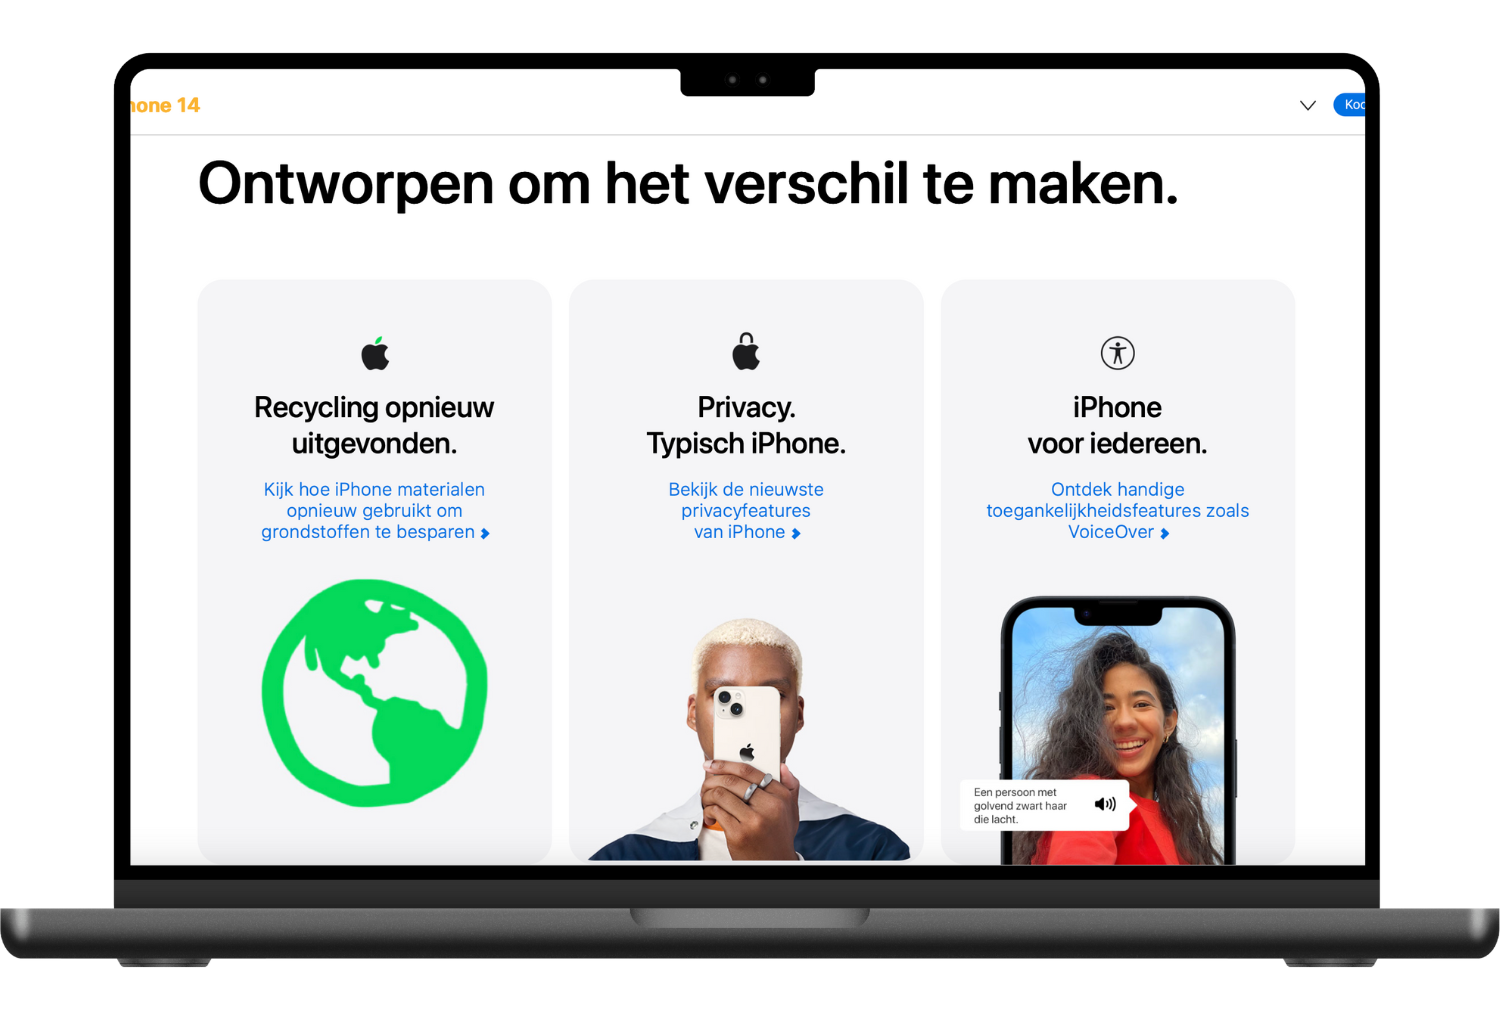 hone 14
Koo
Ontworpen om het verschil te maken.
Recycling opnieuw
uitgevonden.
Kijk hoe iPhone materialen
opnieuw gebruikt om
grondstoffen te besparen
Privacy.
Typisch iPhone.
Bekijk de nieuwste
privacyfeatures
van iPhone
iPhone
voor iedereen.
Ontdek handige
toegankelijkheidsfeatures zoals
VoiceOver
Een persoon met
golvend zwart haar
die lacht.